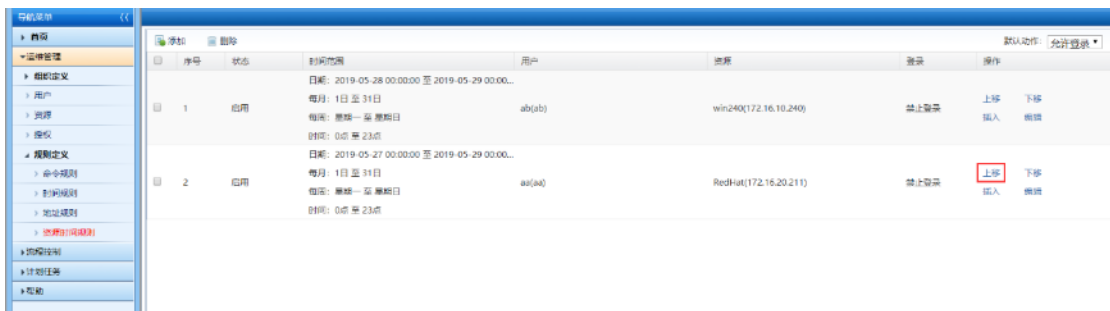 导航菜单 <<
首页
运维管理
组织定义
用户
资源
授权
规则定义
命令规则
时间规则
地址规则
资源时间规则
流程控制
计划任务
帮助
添加 删除 默认动作: 允许登录
序号 状态 时间范围 用户 资源 登录 操作
日期: 2019-05-28 00:00:00 至 2019-05-29 00:00...
每月: 1日 至 31日
每周: 星期一 至 星期日
时间: 0点 至 23点
1 启用 ab(ab) win240(172.16.10.240) 禁止登录
上移 下移
插入 编辑
日期: 2019-05-27 00:00:00 至 2019-05-29 00:00...
每月: 1日 至 31日
每周: 星期一 至 星期日
时间: 0点 至 23点
2 启用 aa(aa) RedHat(172.16.20.211) 禁止登录
上移 下移
插入 编辑